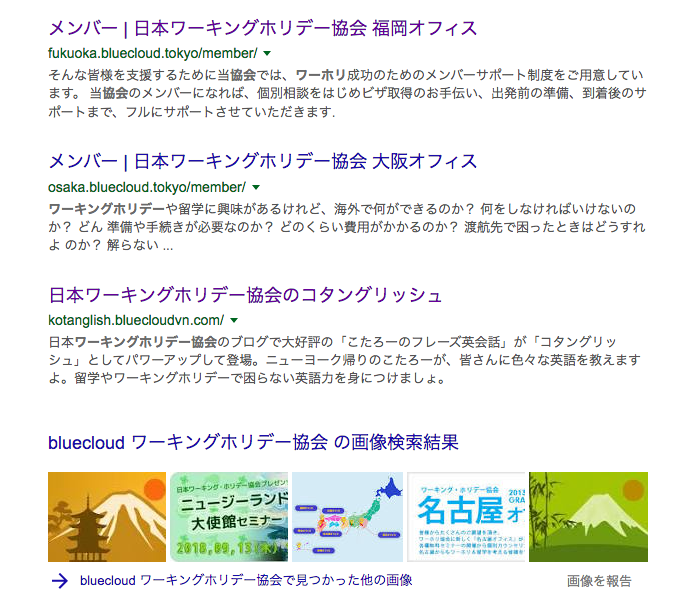 メンバー | 日本ワーキングホリデー協会 福岡オフィス
fukuoka.bluecloud.tokyo/member/
そんな皆様を支援するために当協会では、ワーホリ成功のためのメンバーサポート制度をご用意してい
ます。 当協会のメンバーになれば、個別相談をはじめビザ取得のお手伝い、出発前の準備、到着後のサ
ポートまで、フルにサポートさせていただきます.
メンバー | 日本ワーキングホリデー協会 大阪オフィス
osaka.bluecloud.tokyo/member/
ワーキングホリデーや留学に興味があるけれど、海外で何ができるのか？ 何をしなければいけないの
か？ どん 準備や手続きが必要なのか？ どのくらい費用がかかるのか？ 渡航先で困ったときはどうすれ
よ のか？ 解らない ...
日本ワーキングホリデー協会のコタングリッシュ
kotanglish.bluecloudvn.com/
日本ワーキングホリデー協会のブログで大好評の「こたろーのフレーズ英会話」が「コタングリッ
シュ」としてパワーアップして登場。ニューヨーク帰りのこたろーが、皆さんに色々な英語を教えます
よ。留学やワーキングホリデーで困らない英語力を身につけましょ。
bluecloud ワーキングホリデー協会 の画像検索結果
日本ワーキング・ホリデー協会プレゼンツ
ニュージーランド
大使館セミナー
2018,09,13(木)
ワーキング・ホリデー協会
名古屋オ
2013
GRA
bluecloud ワーキングホリデー協会で見つかった他の画像
画像を報告